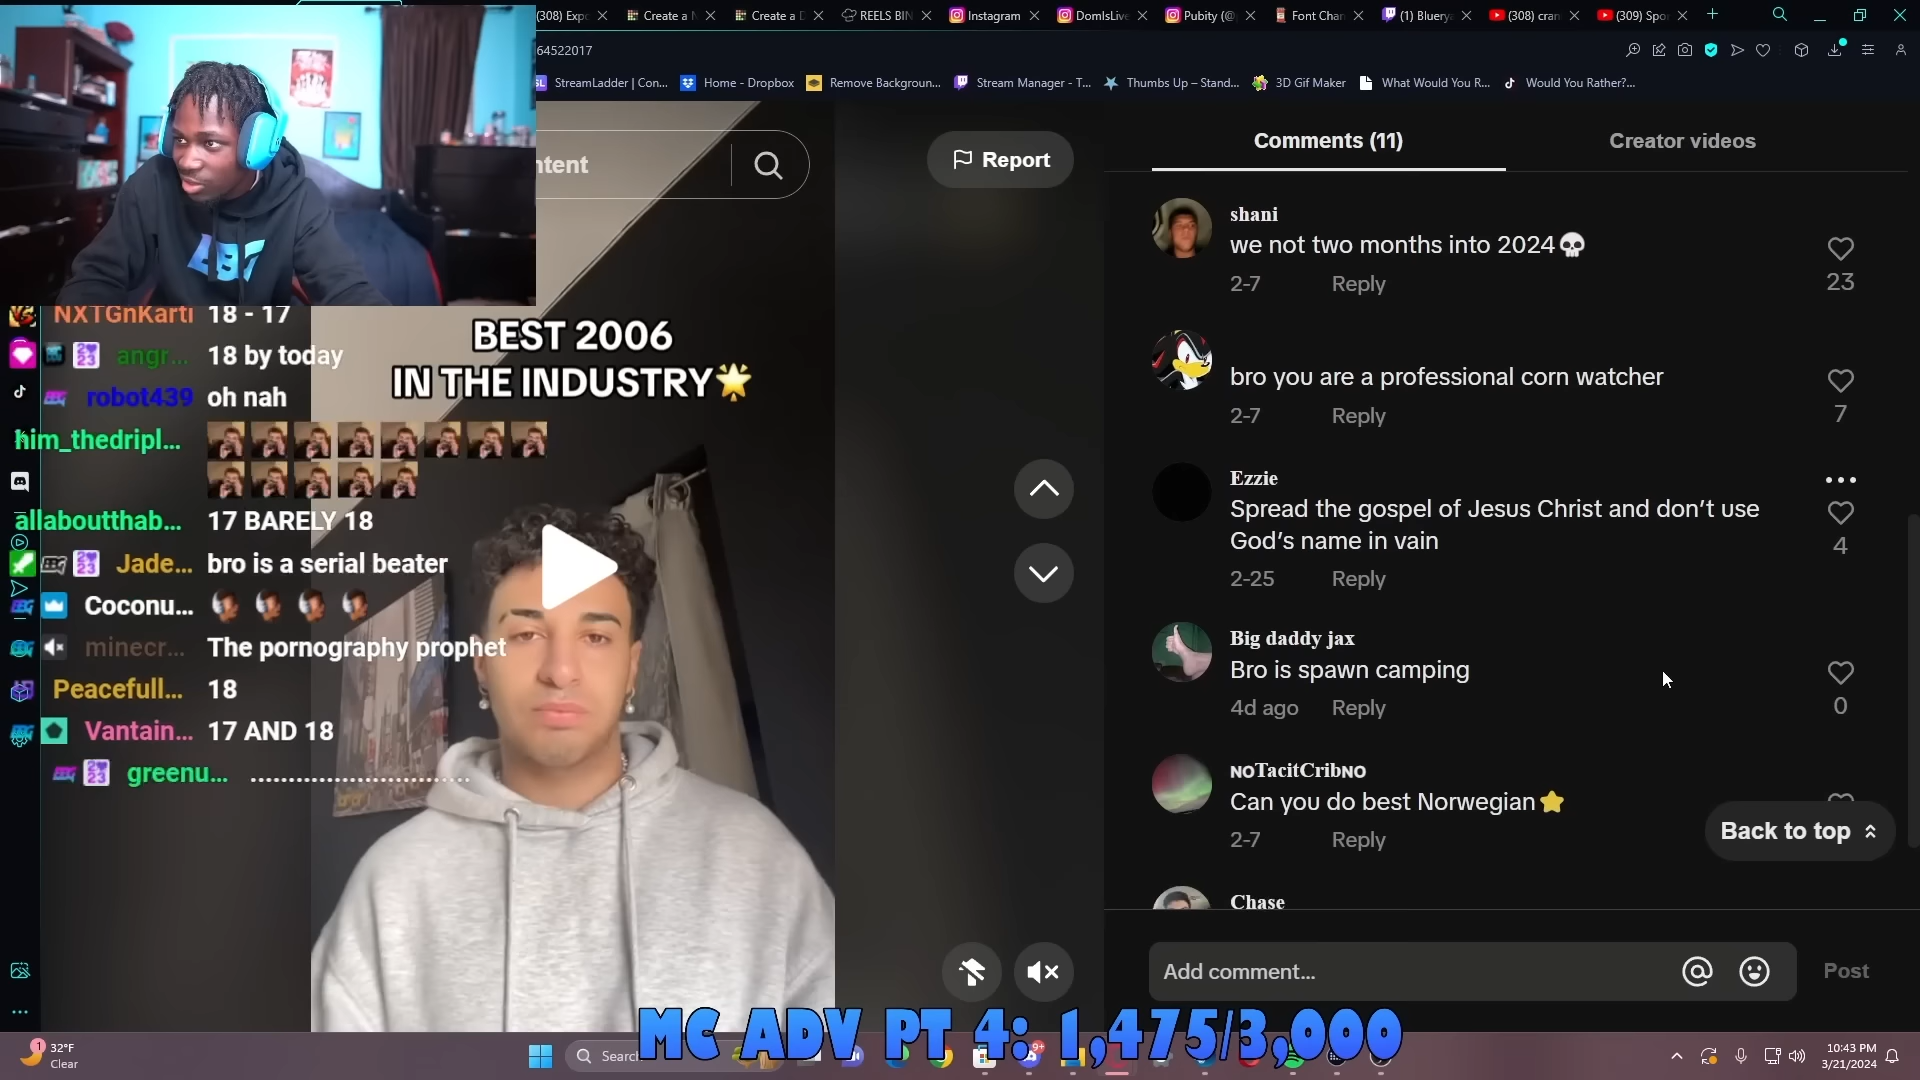 (308) Expo
Create a N
Create a D
REELS BIN
Instagram
DomIsLive
Pubity (@
Font Chan
(1) Bluery
(308) cran
(309) Spo
64522017
StreamLadder | Con...
Home - Dropbox
Remove Backgroun...
Stream Manager - T...
Thumbs Up – Stand...
3D Gif Maker
What Would You R...
Would You Rather?...
ntent
Report
Comments (11)
Creator videos
NXTGnKarti 18 - 17
angr... 18 by today
robot439 oh nah
him_thedripl...
allaboutthab... 17 BARELY 18
Jade... bro is a serial beater
Coconu...
minecr... The pornography prophet
Peacefull... 18
Vantain... 17 AND 18
greenu... .............................
BEST 2006
IN THE INDUSTRY🌟
shani
we not two months into 2024💀
2-7 Reply
23
bro you are a professional corn watcher
2-7 Reply
7
Ezzie
Spread the gospel of Jesus Christ and don’t use
God’s name in vain
2-25 Reply
4
Big daddy jax
Bro is spawn camping
4d ago Reply
0
NOTacitCribNO
Can you do best Norwegian⭐
2-7 Reply
Back to top
Chase
Add comment...
Post
MC ADV PT 4: 1,475/3,000
1
32°F
Clear
Search
9+
10:43 PM
3/21/2024